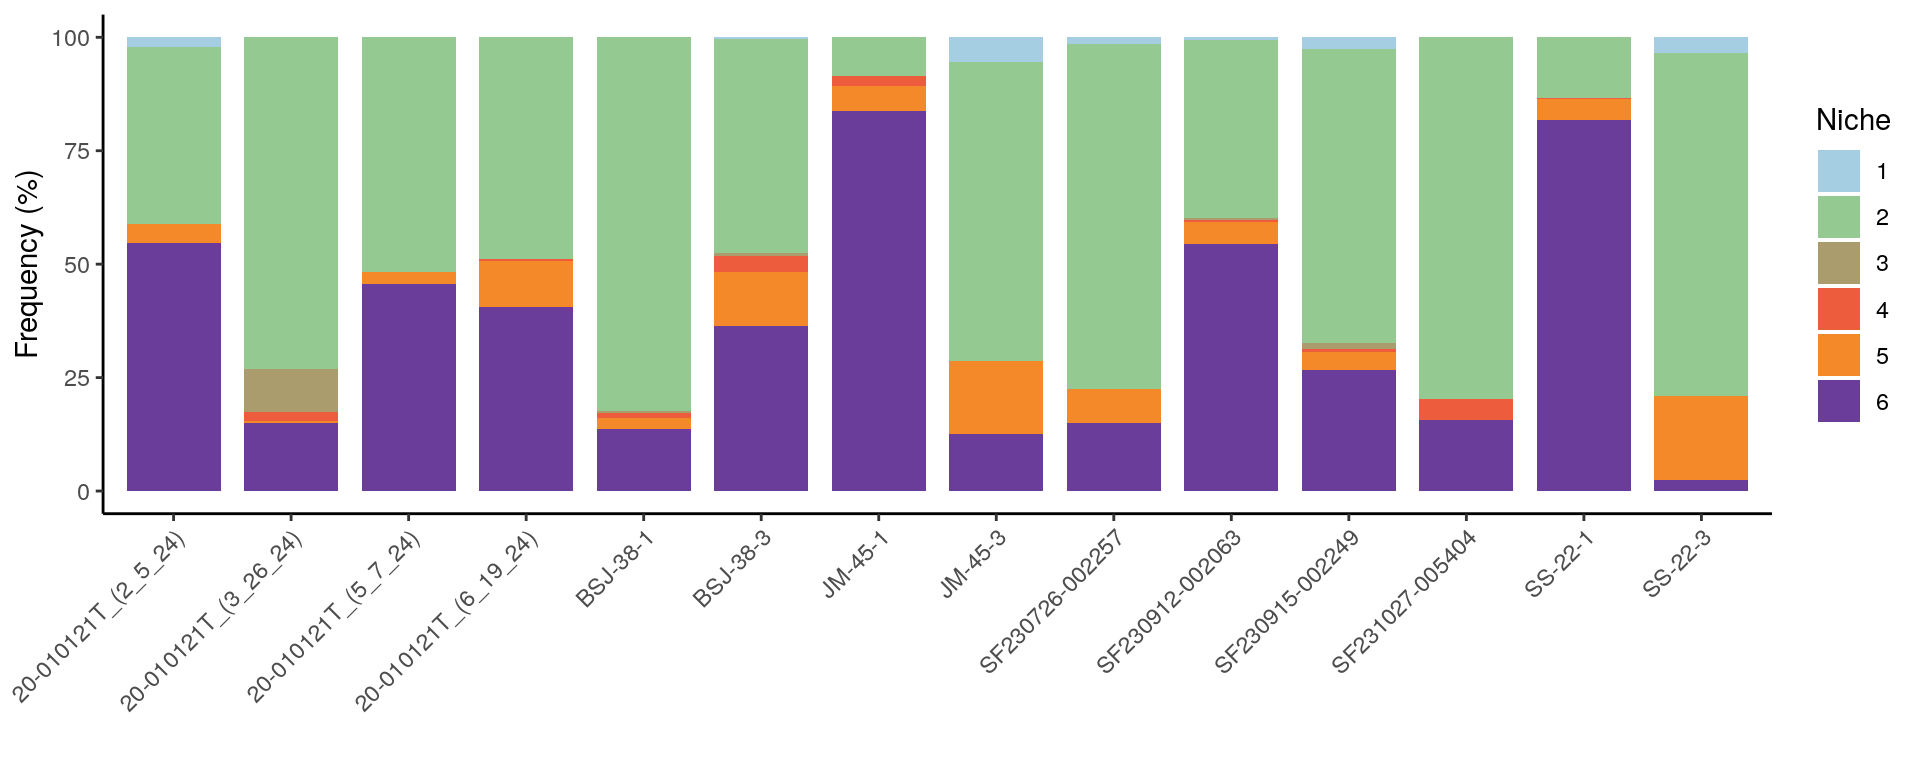 Frequency (%)
100
75
50
25
0
20-010121T_(2_5_24)
20-010121T_(3_26_24)
20-010121T_(5_7_24)
20-010121T_(6_19_24)
BSJ-38-1
BSJ-38-3
JM-45-1
JM-45-3
SF230726-002257
SF230912-002063
SF230915-002249
SF231027-005404
SS-22-1
SS-22-3
Niche
1
2
3
4
5
6